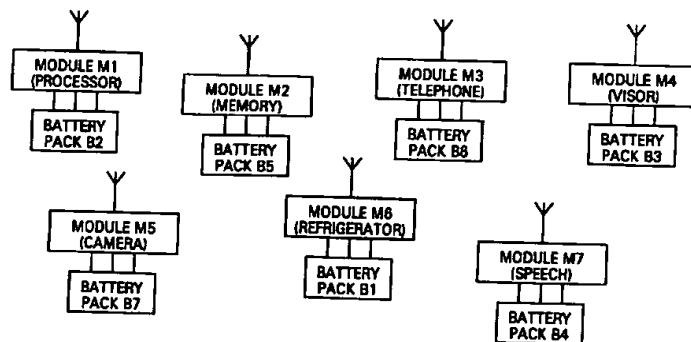 MODULE M1
(PROCESSOR)
BATTERY
PACK B2
MODULE M2
(MEMORY)
BATTERY
PACK B5
MODULE M3
(TELEPHONE)
BATTERY
PACK B6
MODULE M4
(VISOR)
BATTERY
PACK B3
MODULE M5
(CAMERA)
BATTERY
PACK B7
MODULE M6
(REFRIGERATOR)
BATTERY
PACK B1
MODULE M7
(SPEECH)
BATTERY
PACK B4